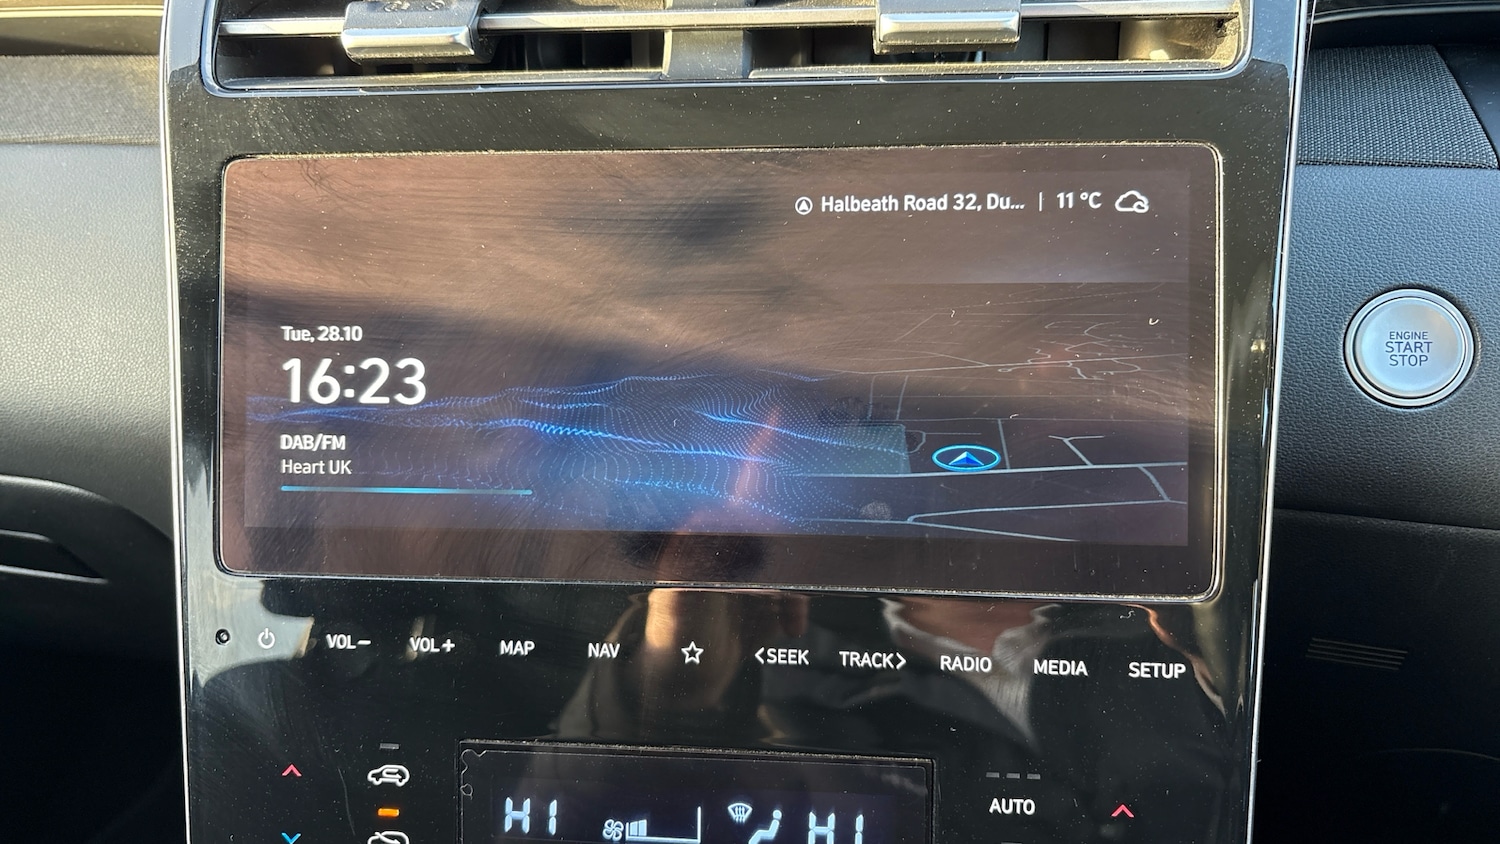 Halbeath Road 32, Du... | 11 °C
Tue, 28.10
16:23
DAB/FM
Heart UK
ENGINE
START
STOP
VOL− VOL+ MAP NAV <SEEK TRACK> RADIO MEDIA SETUP
HI HI
AUTO